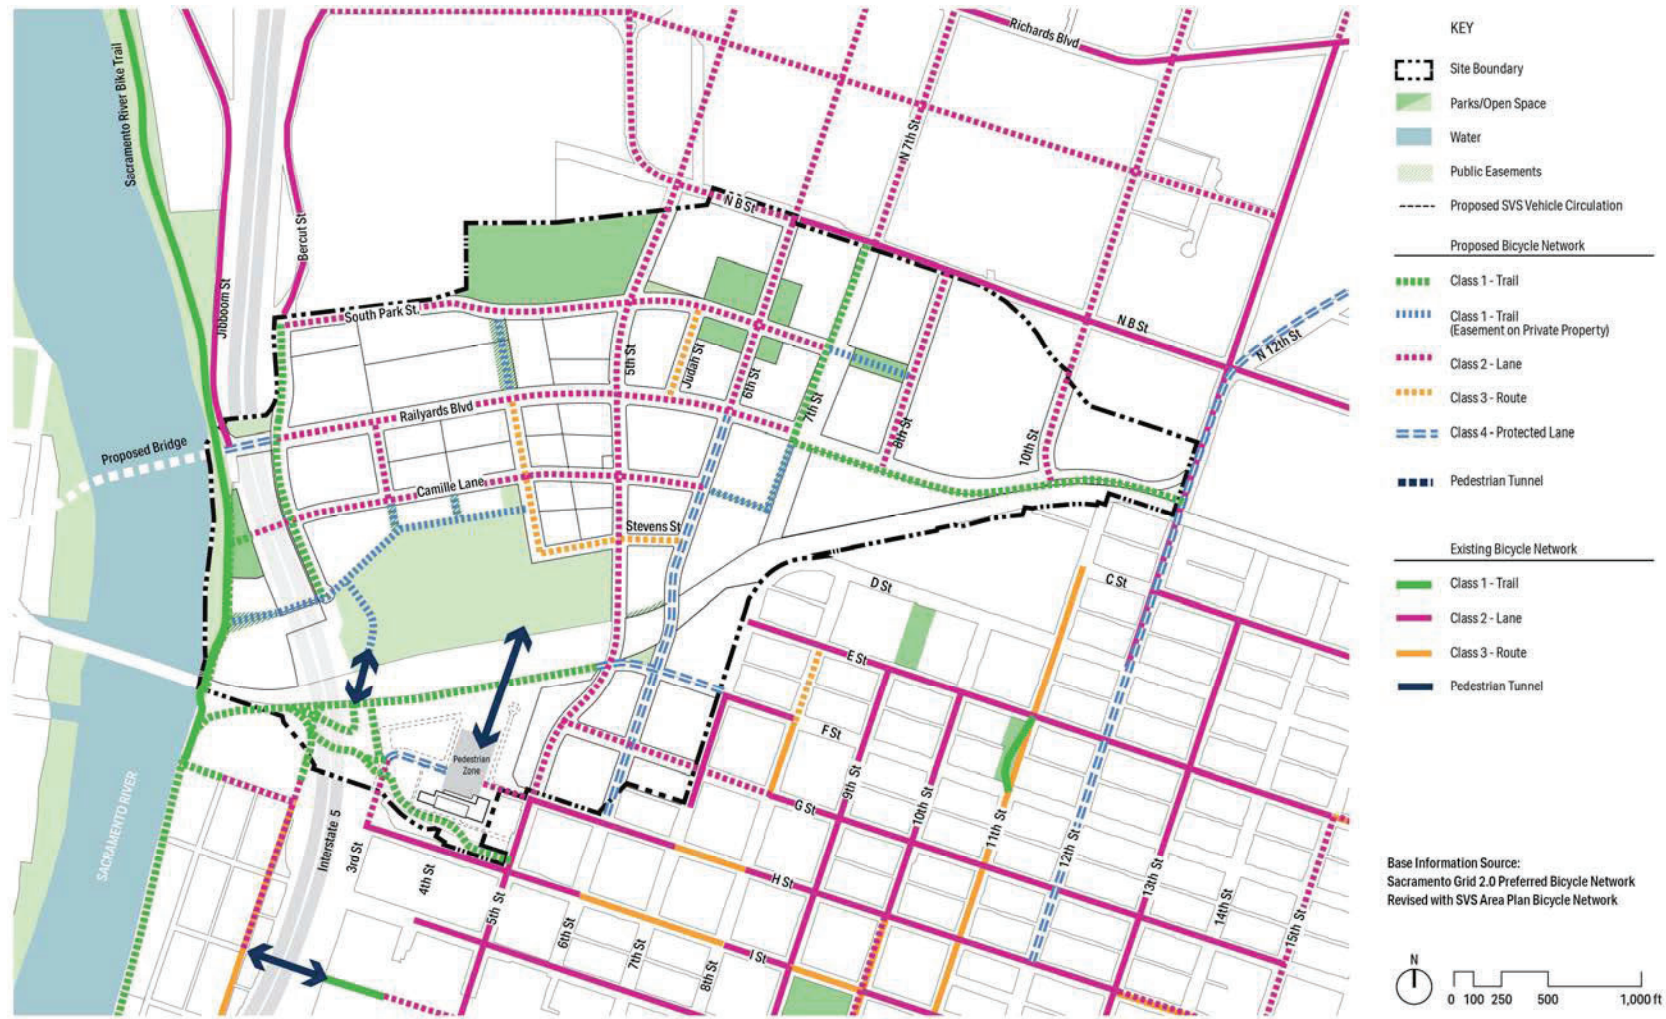 Richards Blvd
Sacramento River Bike Trail
N 7th St
N B St
Bercut St
Jibboom St
South Park St.
N B St
N 12th St
5th St
Judah St
6th St
Railyards Blvd
7th St
8th St
10th St
Proposed Bridge
Camille Lane
Stevens St
D St
C St
E St
F St
Pedestrian
Zone
G St
9th St
10th St
11th St
12th St
13th St
14th St
15th St
SACRAMENTO RIVER
Interstate 5
3rd St
4th St
H St
5th St
6th St
7th St
8th St
I St
KEY
Site Boundary
Parks/Open Space
Water
Public Easements
Proposed SVS Vehicle Circulation
Proposed Bicycle Network
Class 1 - Trail
Class 1 - Trail
(Easement on Private Property)
Class 2 - Lane
Class 3 - Route
Class 4 - Protected Lane
Pedestrian Tunnel
Existing Bicycle Network
Class 1 - Trail
Class 2 - Lane
Class 3 - Route
Pedestrian Tunnel
Base Information Source:
Sacramento Grid 2.0 Preferred Bicycle Network
Revised with SVS Area Plan Bicycle Network
N
0 100 250 500 1,000 ft